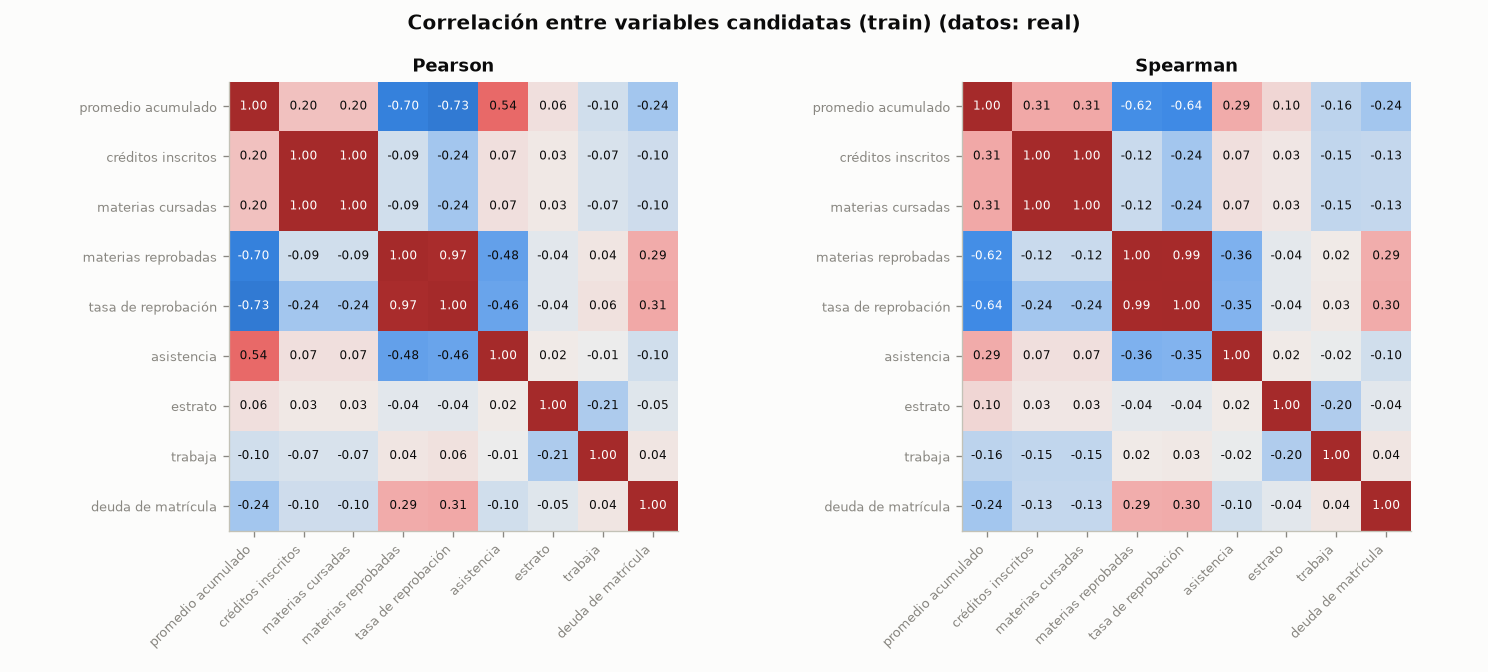 Correlación entre variables candidatas (train) (datos: real)
Pearson
promedio acumulado 1.00 0.20 0.20 -0.70 -0.73 0.54 0.06 -0.10 -0.24
créditos inscritos 0.20 1.00 1.00 -0.09 -0.24 0.07 0.03 -0.07 -0.10
materias cursadas 0.20 1.00 1.00 -0.09 -0.24 0.07 0.03 -0.07 -0.10
materias reprobadas -0.70 -0.09 -0.09 1.00 0.97 -0.48 -0.04 0.04 0.29
tasa de reprobación -0.73 -0.24 -0.24 0.97 1.00 -0.46 -0.04 0.06 0.31
asistencia 0.54 0.07 0.07 -0.48 -0.46 1.00 0.02 -0.01 -0.10
estrato 0.06 0.03 0.03 -0.04 -0.04 0.02 1.00 -0.21 -0.05
trabaja -0.10 -0.07 -0.07 0.04 0.06 -0.01 -0.21 1.00 0.04
deuda de matrícula -0.24 -0.10 -0.10 0.29 0.31 -0.10 -0.05 0.04 1.00
promedio acumulado
créditos inscritos
materias cursadas
materias reprobadas
tasa de reprobación
asistencia
estrato
trabaja
deuda de matrícula
Spearman
promedio acumulado 1.00 0.31 0.31 -0.62 -0.64 0.29 0.10 -0.16 -0.24
créditos inscritos 0.31 1.00 1.00 -0.12 -0.24 0.07 0.03 -0.15 -0.13
materias cursadas 0.31 1.00 1.00 -0.12 -0.24 0.07 0.03 -0.15 -0.13
materias reprobadas -0.62 -0.12 -0.12 1.00 0.99 -0.36 -0.04 0.02 0.29
tasa de reprobación -0.64 -0.24 -0.24 0.99 1.00 -0.35 -0.04 0.03 0.30
asistencia 0.29 0.07 0.07 -0.36 -0.35 1.00 0.02 -0.02 -0.10
estrato 0.10 0.03 0.03 -0.04 -0.04 0.02 1.00 -0.20 -0.04
trabaja -0.16 -0.15 -0.15 0.02 0.03 -0.02 -0.20 1.00 0.04
deuda de matrícula -0.24 -0.13 -0.13 0.29 0.30 -0.10 -0.04 0.04 1.00
promedio acumulado
créditos inscritos
materias cursadas
materias reprobadas
tasa de reprobación
asistencia
estrato
trabaja
deuda de matrícula